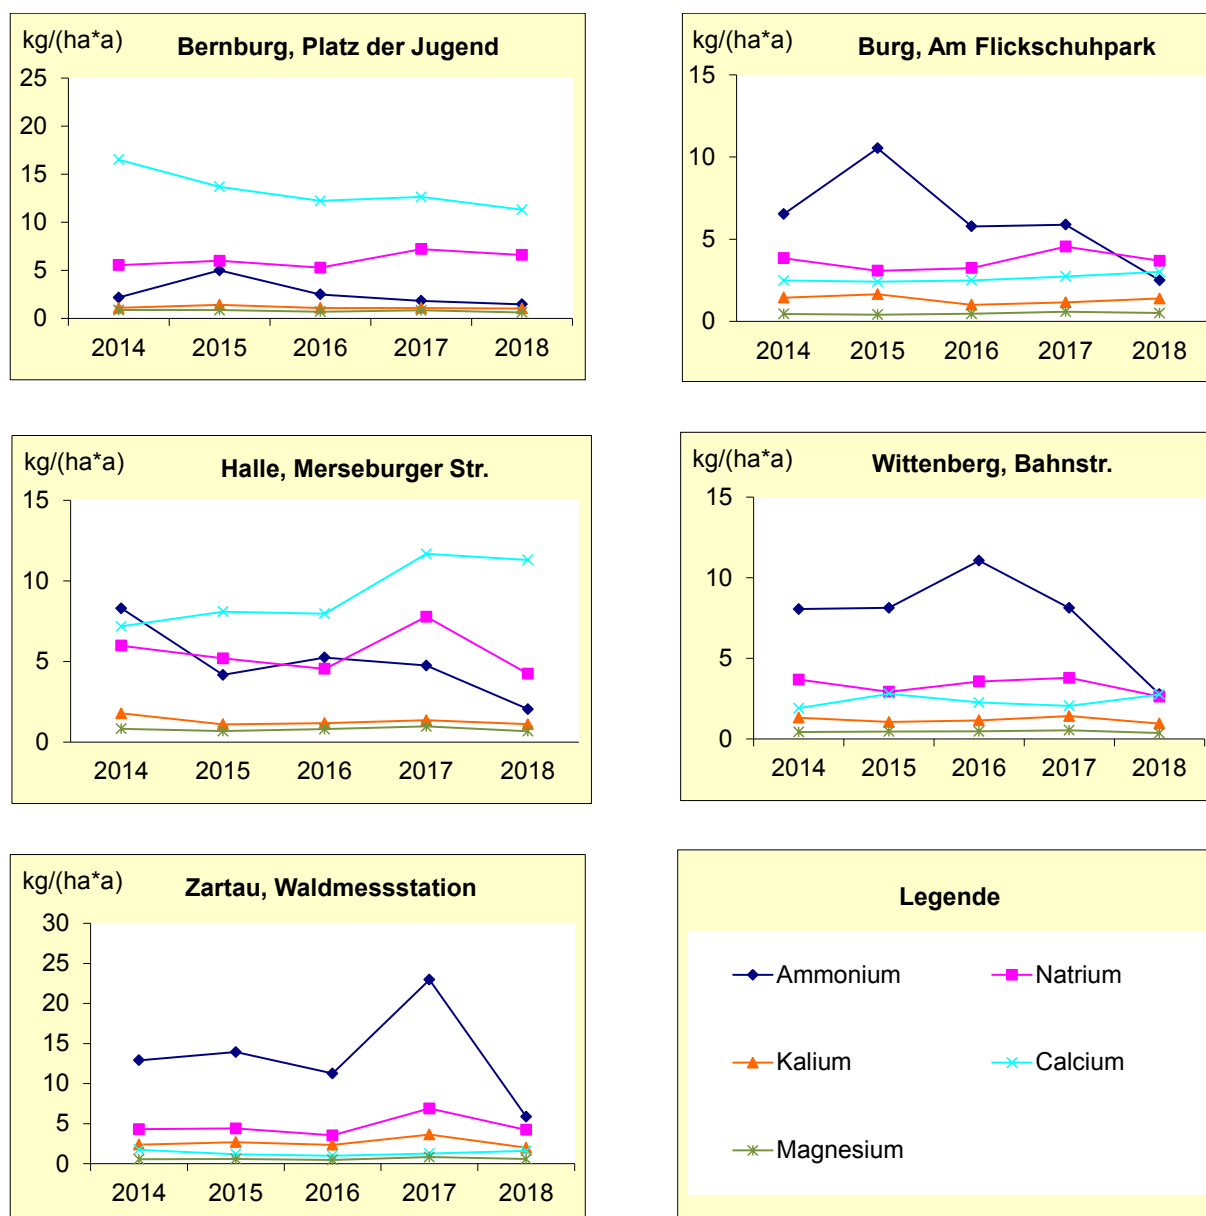 kg/(ha*a)
Bernburg, Platz der Jugend
25
20
15
10
5
0
2014 2015 2016 2017 2018
kg/(ha*a)
Burg, Am Flickschuhpark
15
10
5
0
2014 2015 2016 2017 2018
kg/(ha*a)
Halle, Merseburger Str.
15
10
5
0
2014 2015 2016 2017 2018
kg/(ha*a)
Wittenberg, Bahnstr.
15
10
5
0
2014 2015 2016 2017 2018
kg/(ha*a)
Zartau, Waldmessstation
30
25
20
15
10
5
0
2014 2015 2016 2017 2018
Legende
Ammonium Natrium
Kalium Calcium
Magnesium